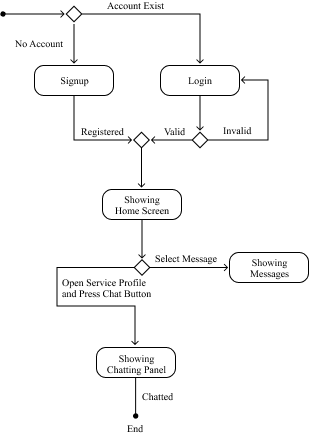 Account Exist
No Account
Signup
Login
Registered
Valid
Invalid
Showing
Home Screen
Select Message
Showing
Messages
Open Service Profile
and Press Chat Button
Showing
Chatting Panel
Chatted
End